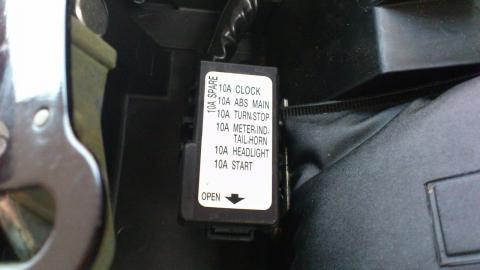 10A SPARE
10A CLOCK
10A ABS MAIN
10A TURN·STOP
10A METER·IND·
TAIL·HORN
10A HEADLIGHT
10A START
OPEN